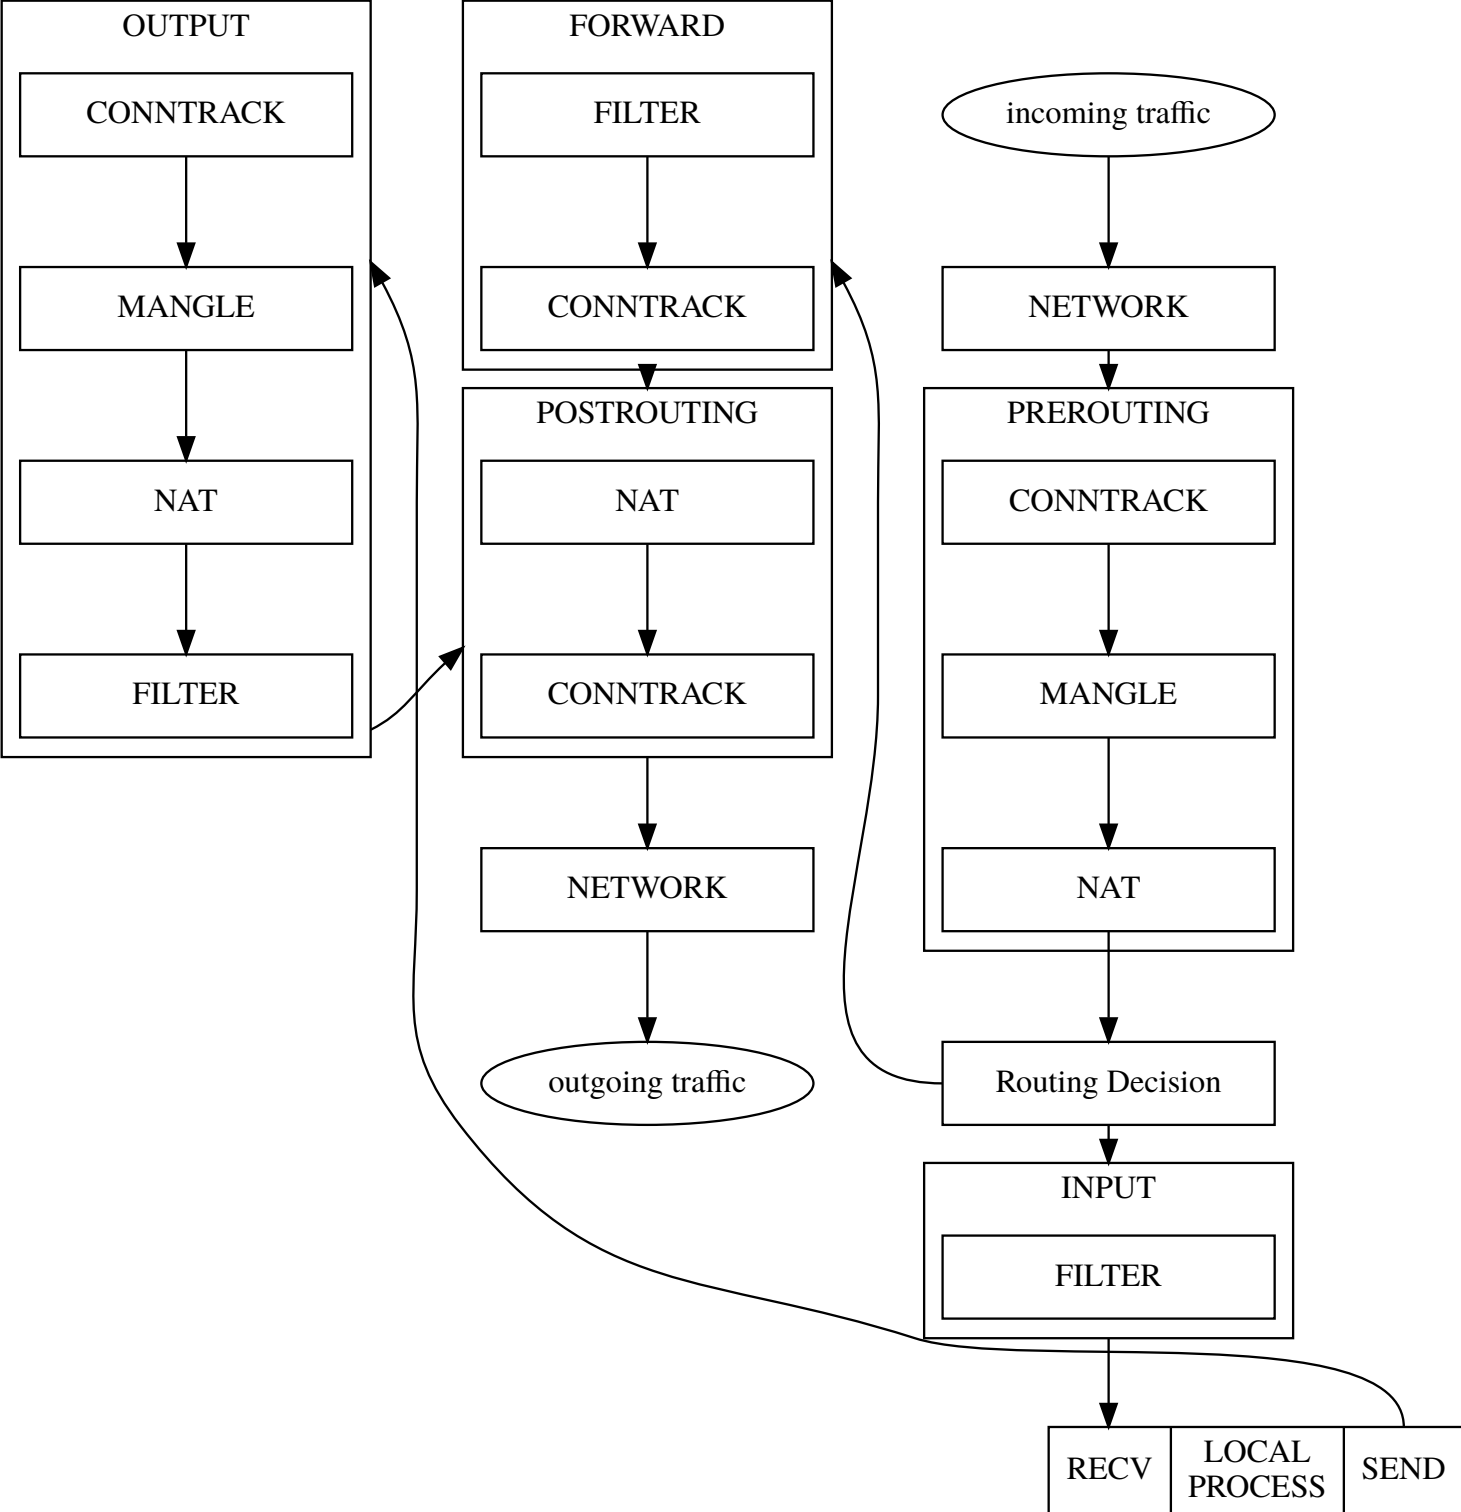 OUTPUT
CONNTRACK
MANGLE
NAT
FILTER
FORWARD
FILTER
CONNTRACK
POSTROUTING
NAT
CONNTRACK
NETWORK
outgoing traffic
incoming traffic
NETWORK
PREROUTING
CONNTRACK
MANGLE
NAT
Routing Decision
INPUT
FILTER
RECV
LOCAL
PROCESS
SEND